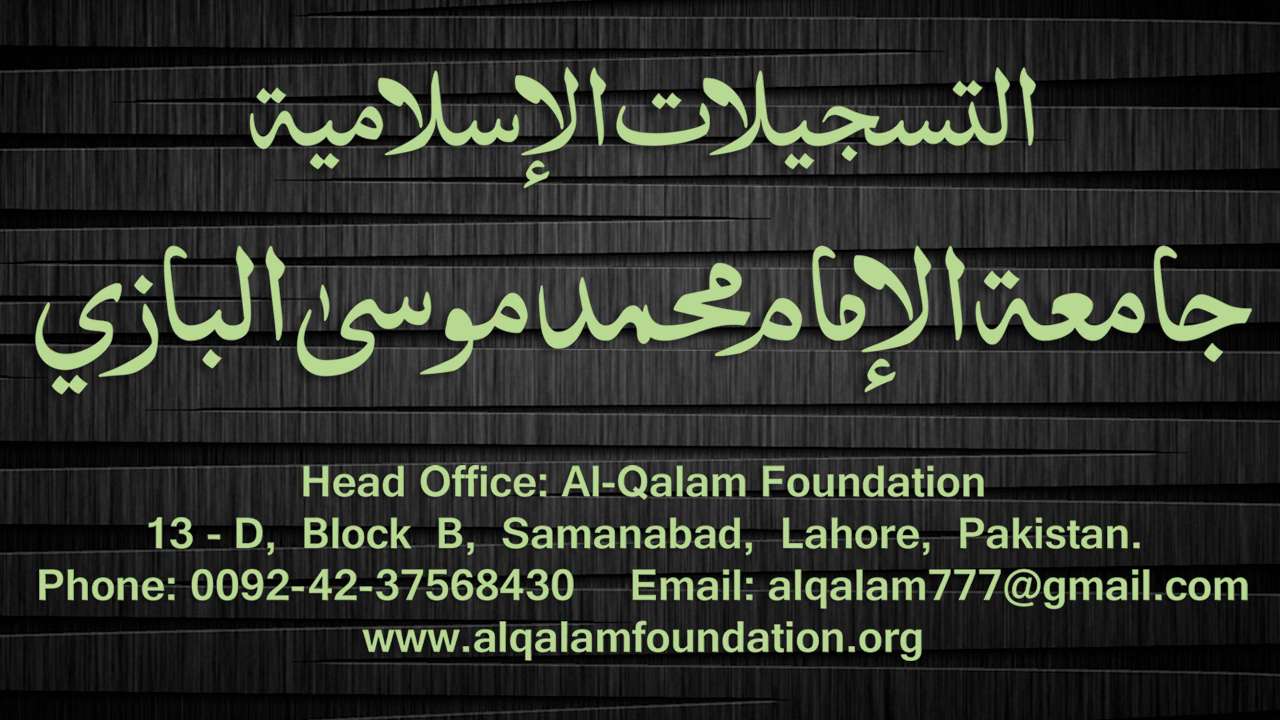 التسجيلات الإسلامية
جامعة الإمام محمد موسىٰ البازي
Head Office: Al-Qalam Foundation
13 - D, Block B, Samanabad, Lahore, Pakistan.
Phone: 0092-42-37568430 Email: alqalam777@gmail.com
www.alqalamfoundation.org